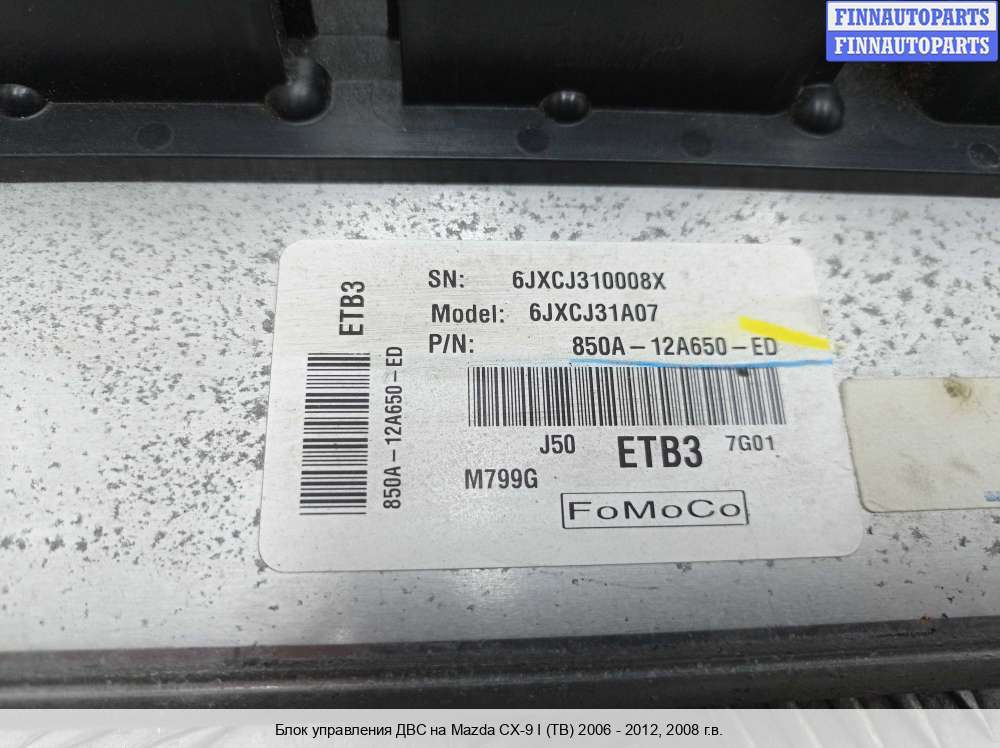 FINNAUTOPARTS
FINNAUTOPARTS
SN: 6JXCJ310008X
Model: 6JXCJ31A07
P/N: 850A-12A650-ED
ETB3
850A-12A650-ED
J50 ETB3 7G01
M799G
FoMoCo
Блок управления ДВС на Mazda CX-9 I (TB) 2006 - 2012, 2008 г.в.